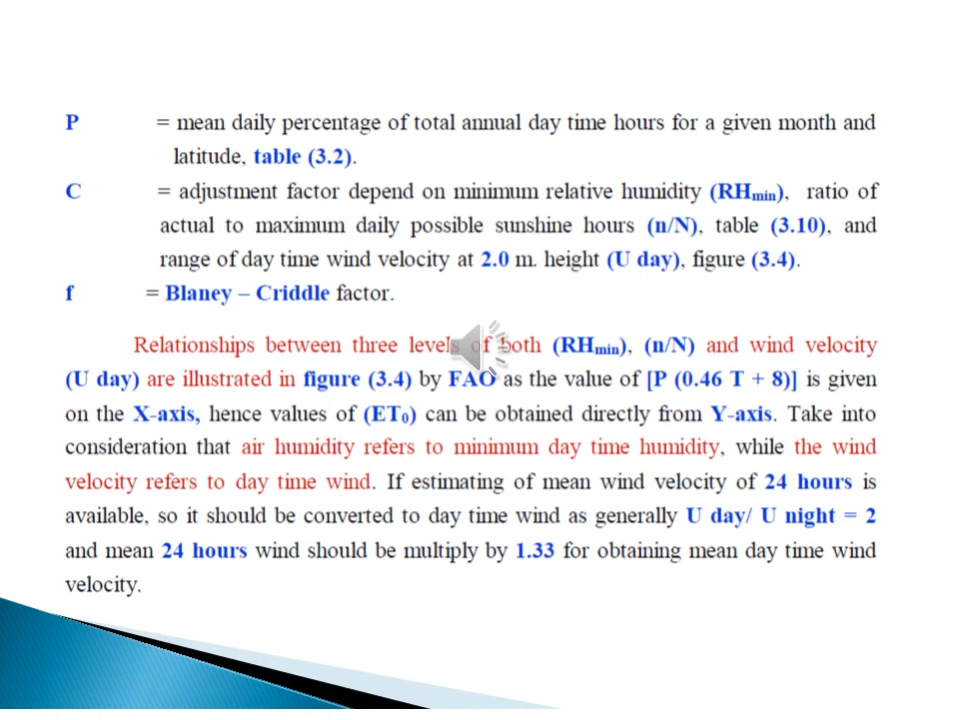 P = mean daily percentage of total annual day time hours for a given month and
latitude, table (3.2).
C = adjustment factor depend on minimum relative humidity (RHmin), ratio of
actual to maximum daily possible sunshine hours (n/N), table (3.10), and
range of day time wind velocity at 2.0 m. height (U day), figure (3.4).
f = Blaney – Criddle factor.
Relationships between three levels of both (RHmin), (n/N) and wind velocity
(U day) are illustrated in figure (3.4) by FAO as the value of [P (0.46 T + 8)] is given
on the X-axis, hence values of (ET0) can be obtained directly from Y-axis. Take into
consideration that air humidity refers to minimum day time humidity, while the wind
velocity refers to day time wind. If estimating of mean wind velocity of 24 hours is
available, so it should be converted to day time wind as generally U day/ U night = 2
and mean 24 hours wind should be multiply by 1.33 for obtaining mean day time wind
velocity.